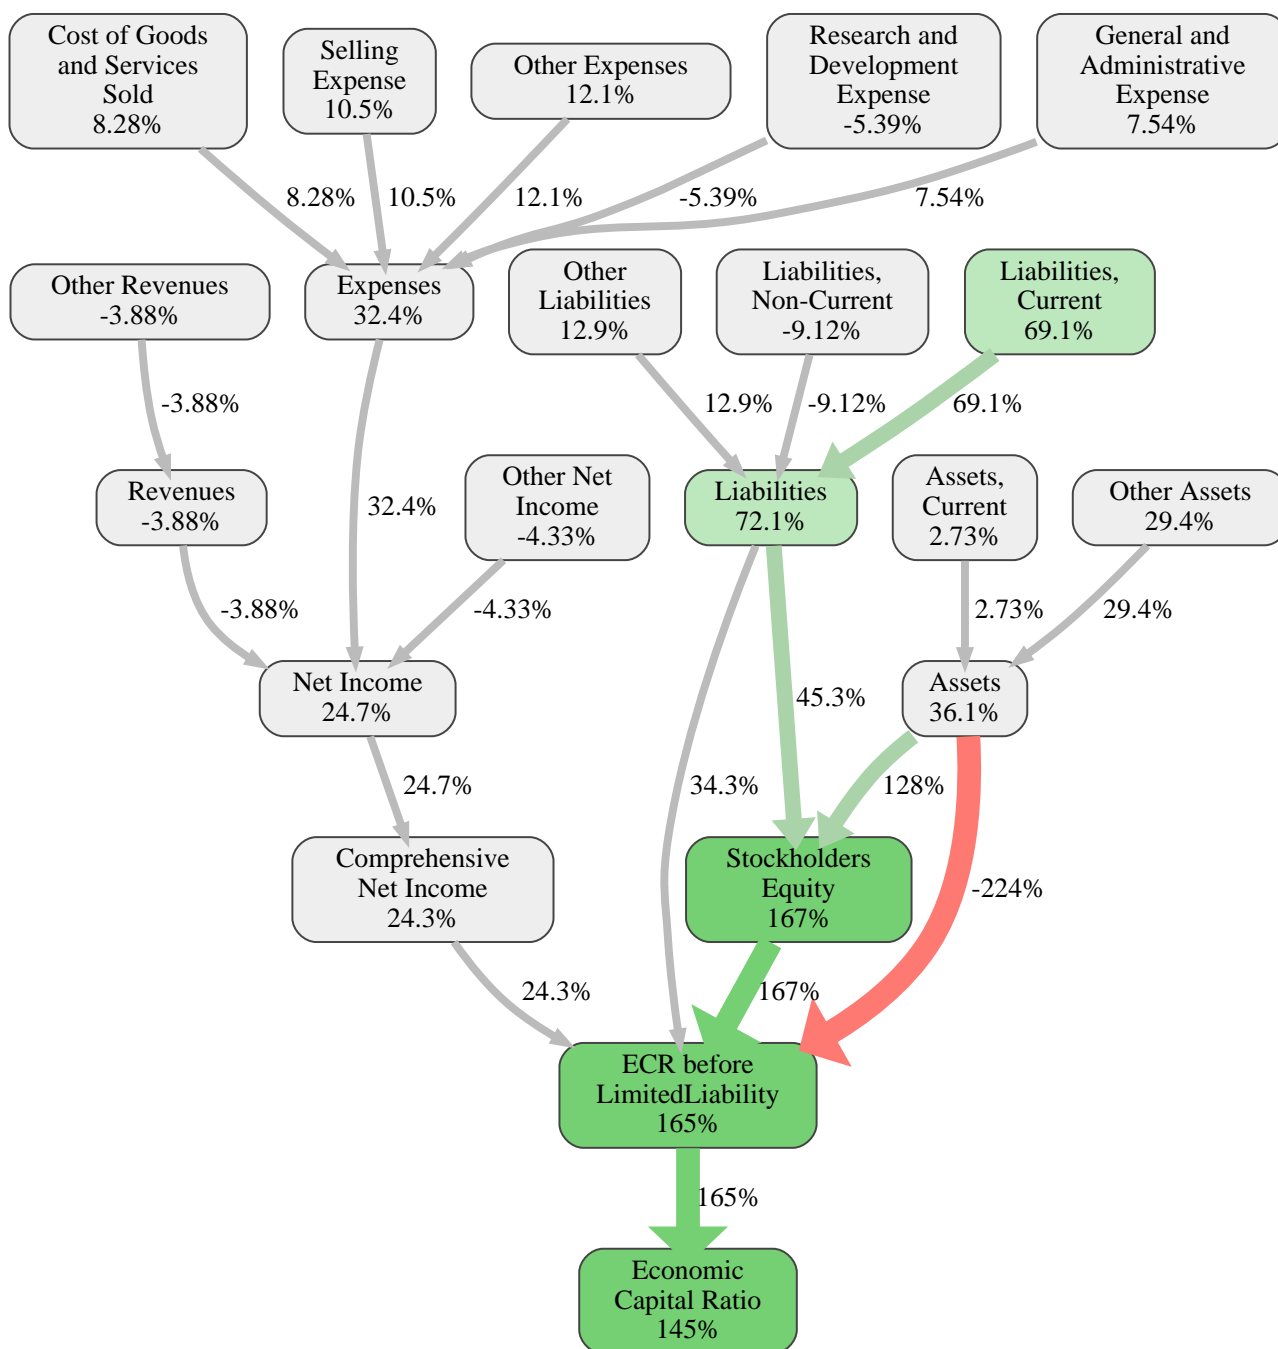 Cost of Goods
and Services
Sold
8.28%
Selling
Expense
10.5%
Other Expenses
12.1%
Research and
Development
Expense
-5.39%
General and
Administrative
Expense
7.54%
8.28%
10.5%
12.1%
-5.39%
7.54%
Other Revenues
-3.88%
Expenses
32.4%
Other
Liabilities
12.9%
Liabilities,
Non-Current
-9.12%
Liabilities,
Current
69.1%
-3.88%
12.9%
-9.12%
69.1%
Revenues
-3.88%
32.4%
Other Net
Income
-4.33%
Liabilities
72.1%
Assets,
Current
2.73%
Other Assets
29.4%
-3.88%
-4.33%
2.73%
29.4%
Net Income
24.7%
45.3%
Assets
36.1%
24.7%
34.3%
128%
Comprehensive
Net Income
24.3%
Stockholders
Equity
167%
-224%
24.3%
167%
ECR before
LimitedLiability
165%
165%
Economic
Capital Ratio
145%